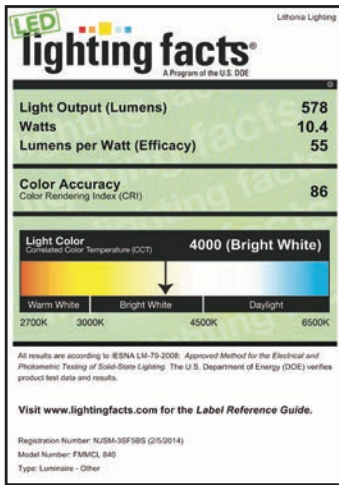 LED
Lithonia Lighting
lighting facts®
A Program of the U.S. DOE
Light Output (Lumens) 578
Watts 10.4
Lumens per Watt (Efficacy) 55
Color Accuracy 86
Color Rendering Index (CRI)
Light Color 4000 (Bright White)
Correlated Color Temperature (CCT)
Warm White Bright White Daylight
2700K 3000K 4500K 6500K
All results are according to IESNA LM-79-2008: Approved Method for the Electrical and
Photometric Testing of Solid-State Lighting. The U.S. Department of Energy (DOE) verifies
product test data and results.
Visit www.lightingfacts.com for the Label Reference Guide.
Registration Number: NJSM-3SF5BS (2/5/2014)
Model Number: FMMCL 840
Type: Luminaire - Other